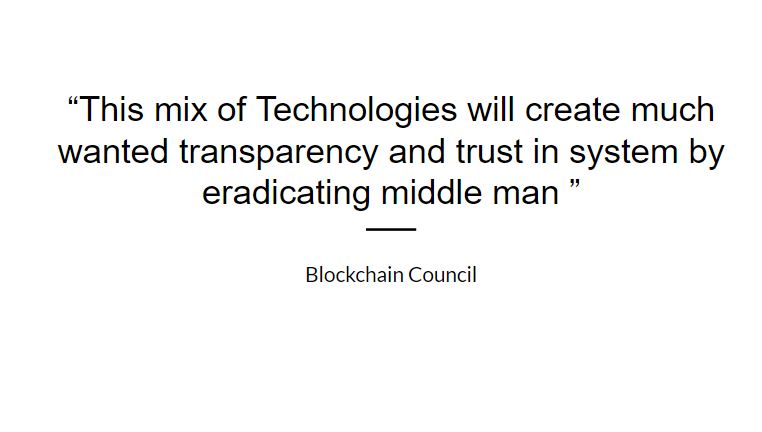 “This mix of Technologies will create much
wanted transparency and trust in system by
eradicating middle man ”
Blockchain Council